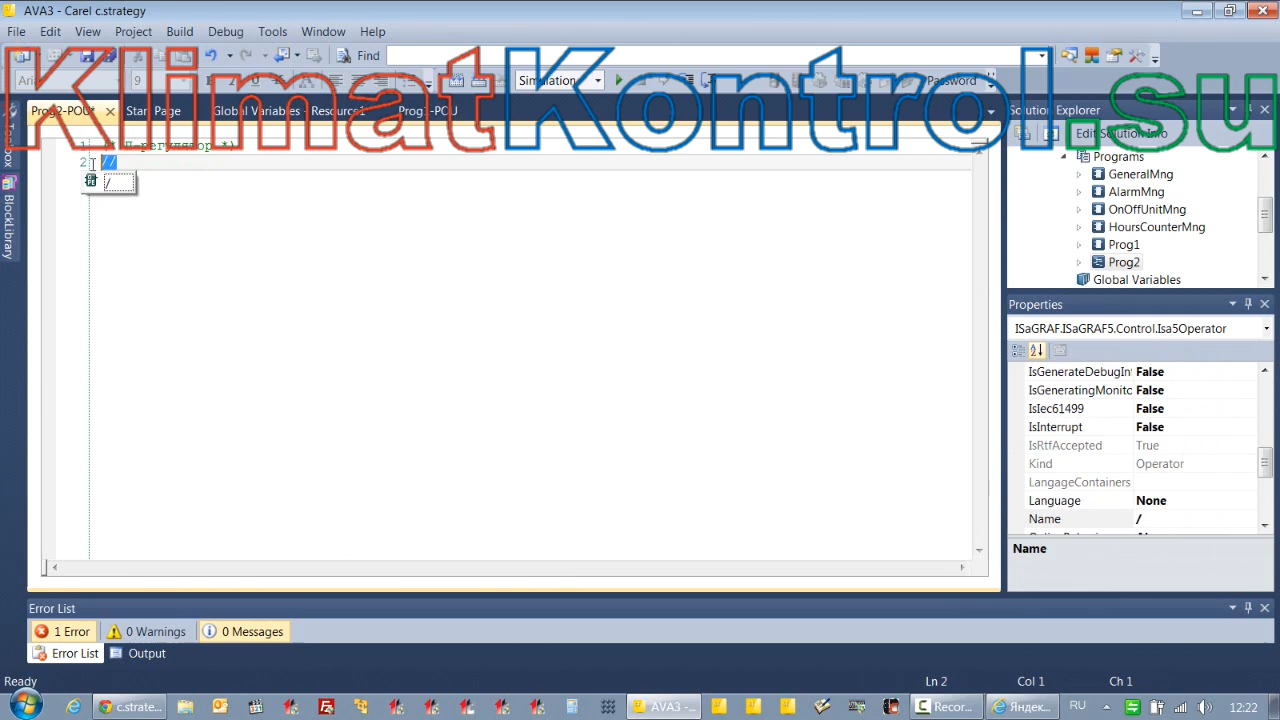 AVA3 - Carel c.strategy
File Edit View Project Build Debug Tools Window Help
Find
Simulation Password
KlimatKontrol.su
Prog2-POU* Start Page Global Variables - Resource1 Prog1-POU
Solution Explorer
Toolbox
BlockLibrary
1 (* П-регулятор *)
2 //
/
Edit Solution Info
Programs
GeneralMng
AlarmMng
OnOffUnitMng
HoursCounterMng
Prog1
Prog2
Global Variables
Properties
ISaGRAF.ISaGRAF5.Control.Isa5Operator
IsGenerateDebugIn False
IsGeneratingMonito False
IsIec61499 False
IsInterrupt False
IsRtfAccepted True
Kind Operator
LangageContainers
Language None
Name /
Name
Error List
1 Error 0 Warnings 0 Messages
Error List Output
Ready Ln 2 Col 1 Ch 1
c.strate... AVA3 -... Recor... Яндек... RU 12:22